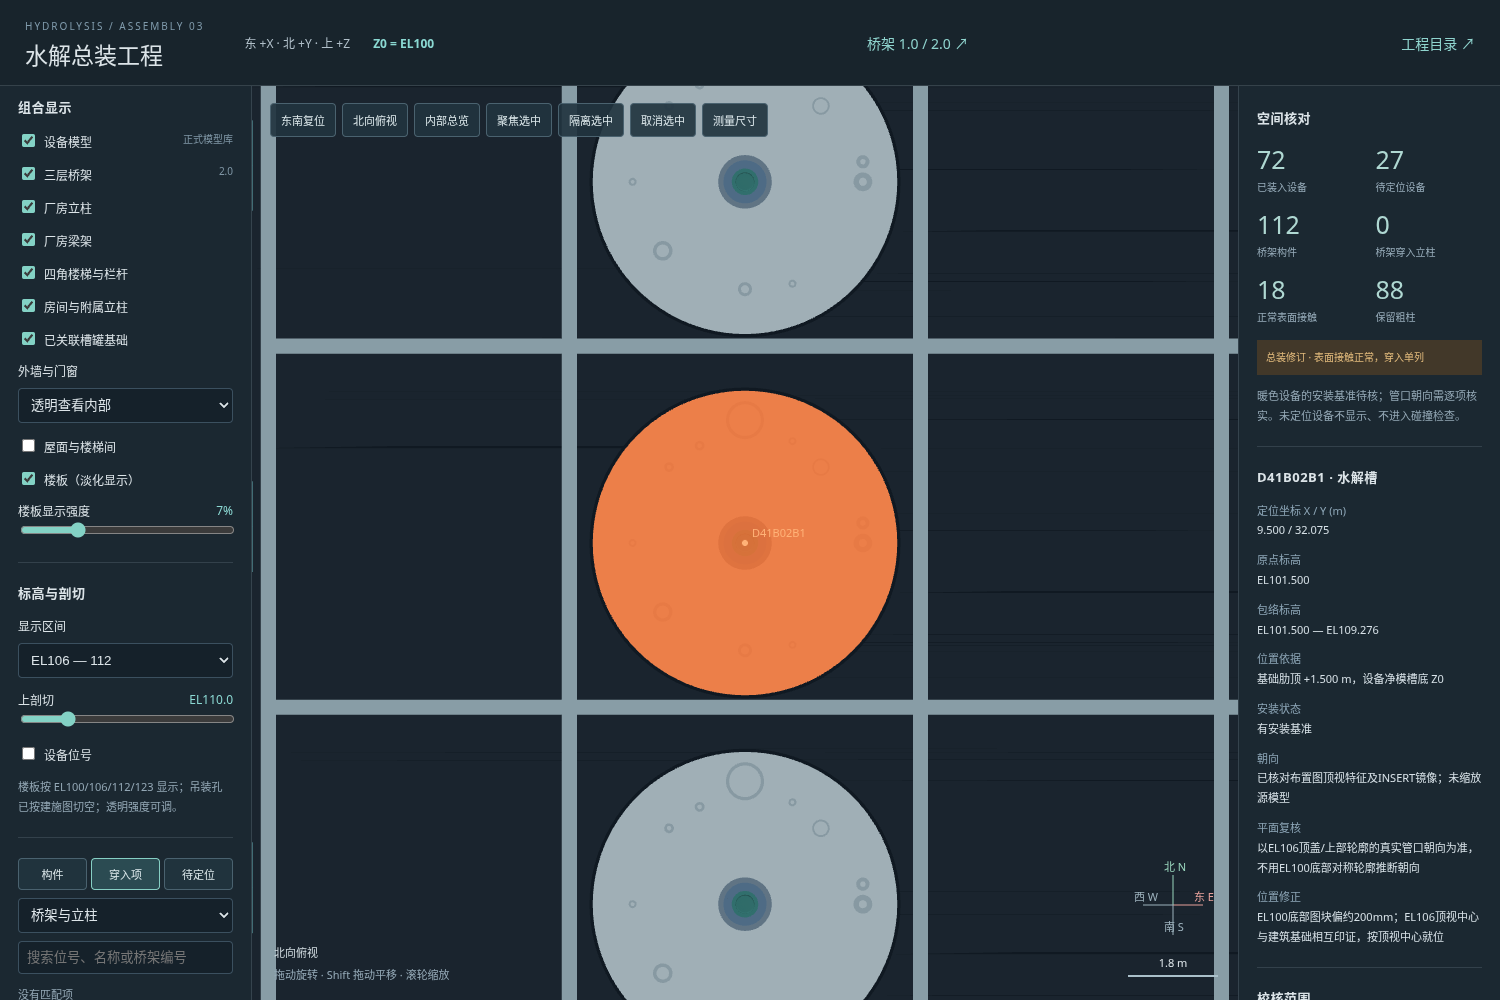 HYDROLYSIS / ASSEMBLY 03
水解总装工程
东 +X · 北 +Y · 上 +Z
Z0 = EL100
桥架 1.0 / 2.0 ↗
工程目录 ↗
组合显示
设备模型
正式模型库
三层桥架
2.0
厂房立柱
厂房梁架
四角楼梯与栏杆
房间与附属立柱
已关联槽罐基础
外墙与门窗
透明查看内部
屋面与楼梯间
楼板（淡化显示）
楼板显示强度
7%
标高与剖切
显示区间
EL106 — 112
上剖切
EL110.0
设备位号
楼板按 EL100/106/112/123 显示；吊装孔
已按建施图切空；透明强度可调。
构件
穿入项
待定位
桥架与立柱
搜索位号、名称或桥架编号
没有匹配项
东南复位
北向俯视
内部总览
聚焦选中
隔离选中
取消选中
测量尺寸
D41B02B1
北向俯视
拖动旋转 · Shift 拖动平移 · 滚轮缩放
北 N
西 W
东 E
南 S
1.8 m
空间核对
72
已装入设备
27
待定位设备
112
桥架构件
0
桥架穿入立柱
18
正常表面接触
88
保留粗柱
总装修订 · 表面接触正常，穿入单列
暖色设备的安装基准待核；管口朝向需逐项核
实。未定位设备不显示、不进入碰撞检查。
D41B02B1 · 水解槽
定位坐标 X / Y (m)
9.500 / 32.075
原点标高
EL101.500
包络标高
EL101.500 — EL109.276
位置依据
基础肋顶 +1.500 m，设备净模槽底 Z0
安装状态
有安装基准
朝向
已核对布置图顶视特征及INSERT镜像；未缩放
源模型
平面复核
以EL106顶盖/上部轮廓的真实管口朝向为准，
不用EL100底部对称轮廓推断朝向
位置修正
EL100底部图块偏约200mm；EL106顶视中心
与建筑基础相互印证，按顶视中心就位
校核范围